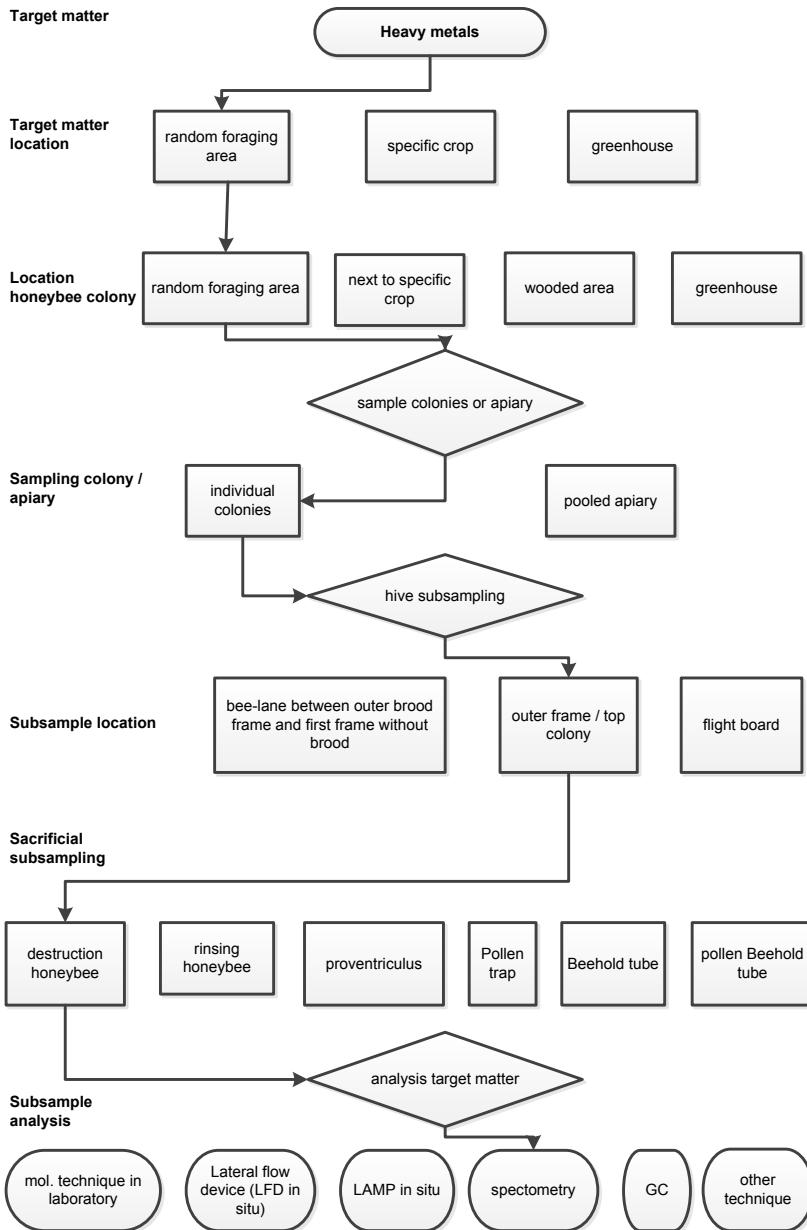 Target matter
Heavy metals
Target matter
location
random foraging
area
specific crop
greenhouse
Location
honeybee colony
random foraging area
next to specific
crop
wooded area
greenhouse
sample colonies or apiary
Sampling colony /
apiary
individual
colonies
pooled apiary
hive subsampling
Subsample location
bee-lane between outer brood
frame and first frame without
brood
outer frame / top
colony
flight board
Sacrificial
subsampling
destruction
honeybee
rinsing
honeybee
proventriculus
Pollen
trap
Beehold tube
pollen Beehold
tube
analysis target matter
Subsample
analysis
mol. technique in
laboratory
Lateral flow
device (LFD in
situ)
LAMP in situ
spectometry
GC
other
technique